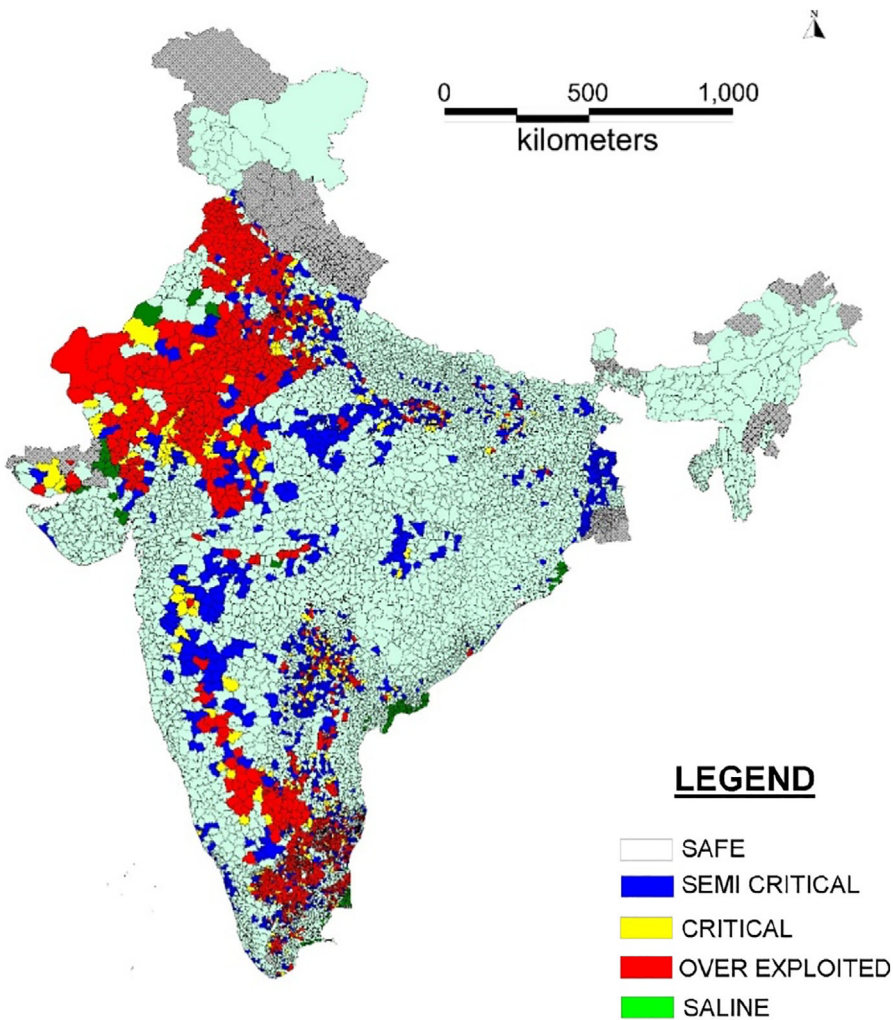 N
0 500 1,000
kilometers
LEGEND
SAFE
SEMI CRITICAL
CRITICAL
OVER EXPLOITED
SALINE